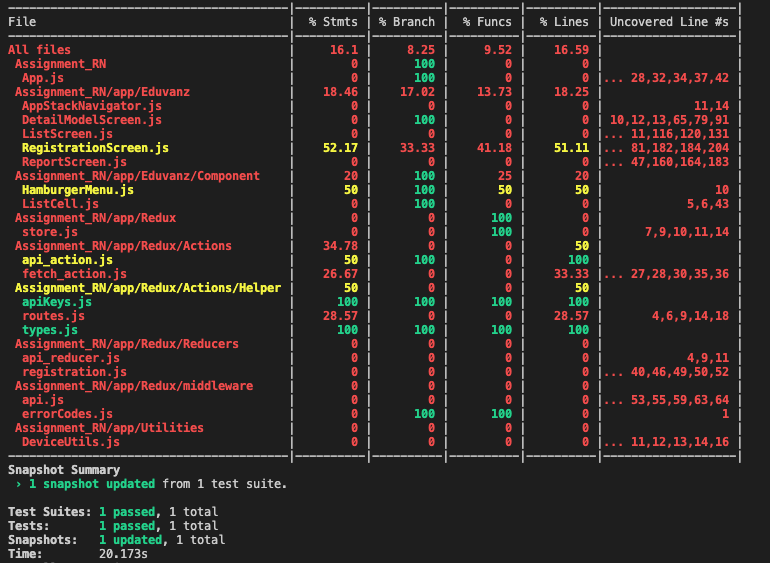 File | % Stmts | % Branch | % Funcs | % Lines | Uncovered Line #s |
All files | 16.1 | 8.25 | 9.52 | 16.59 | |
Assignment_RN | 0 | 100 | 0 | 0 | |
App.js | 0 | 100 | 0 | 0 |... 28,32,34,37,42 |
Assignment_RN/app/Eduvanz | 18.46 | 17.02 | 13.73 | 18.25 | |
AppStackNavigator.js | 0 | 0 | 0 | 0 | 11,14 |
DetailModelScreen.js | 0 | 100 | 0 | 0 | 10,12,13,65,79,91 |
ListScreen.js | 0 | 0 | 0 | 0 |... 11,116,120,131 |
RegistrationScreen.js | 52.17 | 33.33 | 41.18 | 51.11 |... 81,182,184,204 |
ReportScreen.js | 0 | 0 | 0 | 0 |... 47,160,164,183 |
Assignment_RN/app/Eduvanz/Component | 20 | 100 | 25 | 20 | |
HamburgerMenu.js | 50 | 100 | 50 | 50 | 10 |
ListCell.js | 0 | 100 | 0 | 0 | 5,6,43 |
Assignment_RN/app/Redux | 0 | 0 | 100 | 0 | |
store.js | 0 | 0 | 100 | 0 | 7,9,10,11,14 |
Assignment_RN/app/Redux/Actions | 34.78 | 0 | 0 | 50 | |
api_action.js | 50 | 100 | 0 | 100 | |
fetch_action.js | 26.67 | 0 | 0 | 33.33 |... 27,28,30,35,36 |
Assignment_RN/app/Redux/Actions/Helper | 50 | 0 | 0 | 50 | |
apiKeys.js | 100 | 100 | 100 | 100 | |
routes.js | 28.57 | 0 | 0 | 28.57 | 4,6,9,14,18 |
types.js | 100 | 100 | 100 | 100 | |
Assignment_RN/app/Redux/Reducers | 0 | 0 | 0 | 0 | |
api_reducer.js | 0 | 0 | 0 | 0 | 4,9,11 |
registration.js | 0 | 0 | 0 | 0 |... 40,46,49,50,52 |
Assignment_RN/app/Redux/middleware | 0 | 0 | 0 | 0 | |
api.js | 0 | 0 | 0 | 0 |... 53,55,59,63,64 |
errorCodes.js | 0 | 100 | 100 | 0 | 1 |
Assignment_RN/app/Utilities | 0 | 0 | 0 | 0 | |
DeviceUtils.js | 0 | 0 | 0 | 0 |... 11,12,13,14,16 |
Snapshot Summary
› 1 snapshot updated from 1 test suite.
Test Suites: 1 passed, 1 total
Tests: 1 passed, 1 total
Snapshots: 1 updated, 1 total
Time: 20.173s